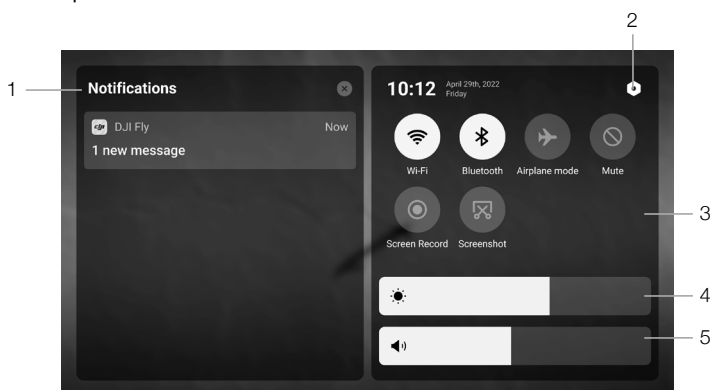 2
1
Notifications
10:12
April 29th, 2022
Friday
dji DJI Fly
Now
1 new message
Wi-Fi
Bluetooth
Airplane mode
Mute
3
Screen Record
Screenshot
4
5